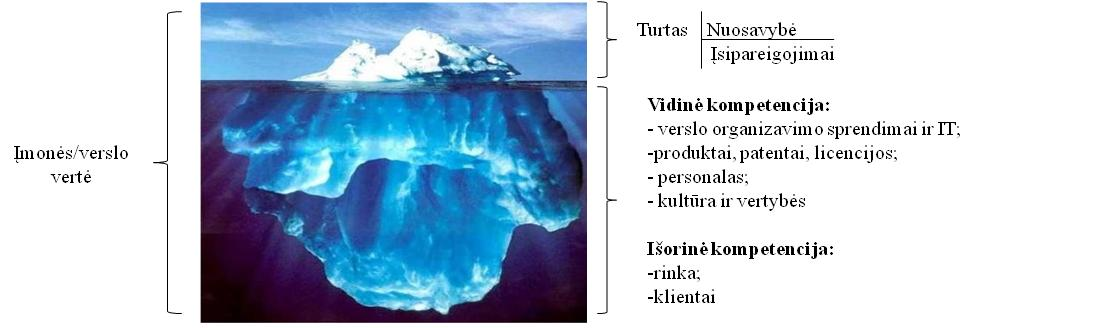 Įmonės/verslo
vertė
Turtas
Nuosavybė
Įsipareigojimai
Vidinė kompetencija:
- verslo organizavimo sprendimai ir IT;
-produktai, patentai, licencijos;
- personalas;
- kultūra ir vertybės
Išorinė kompetencija:
-rinka;
-klientai